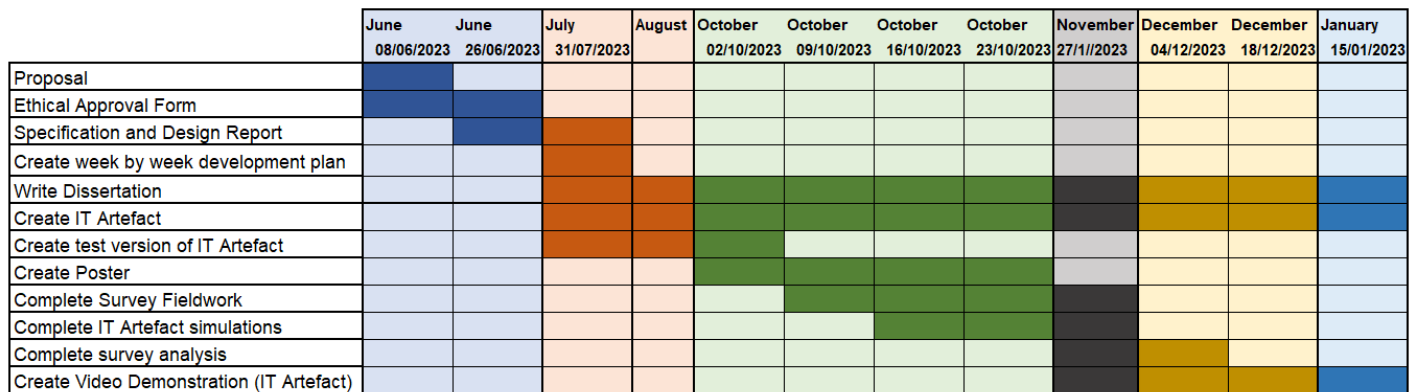 June June July August October October October October November December December January
08/06/2023 26/06/2023 31/07/2023 02/10/2023 09/10/2023 16/10/2023 23/10/2023 27/1//2023 04/12/2023 18/12/2023 15/01/2023
Proposal
Ethical Approval Form
Specification and Design Report
Create week by week development plan
Write Dissertation
Create IT Artefact
Create test version of IT Artefact
Create Poster
Complete Survey Fieldwork
Complete IT Artefact simulations
Complete survey analysis
Create Video Demonstration (IT Artefact)